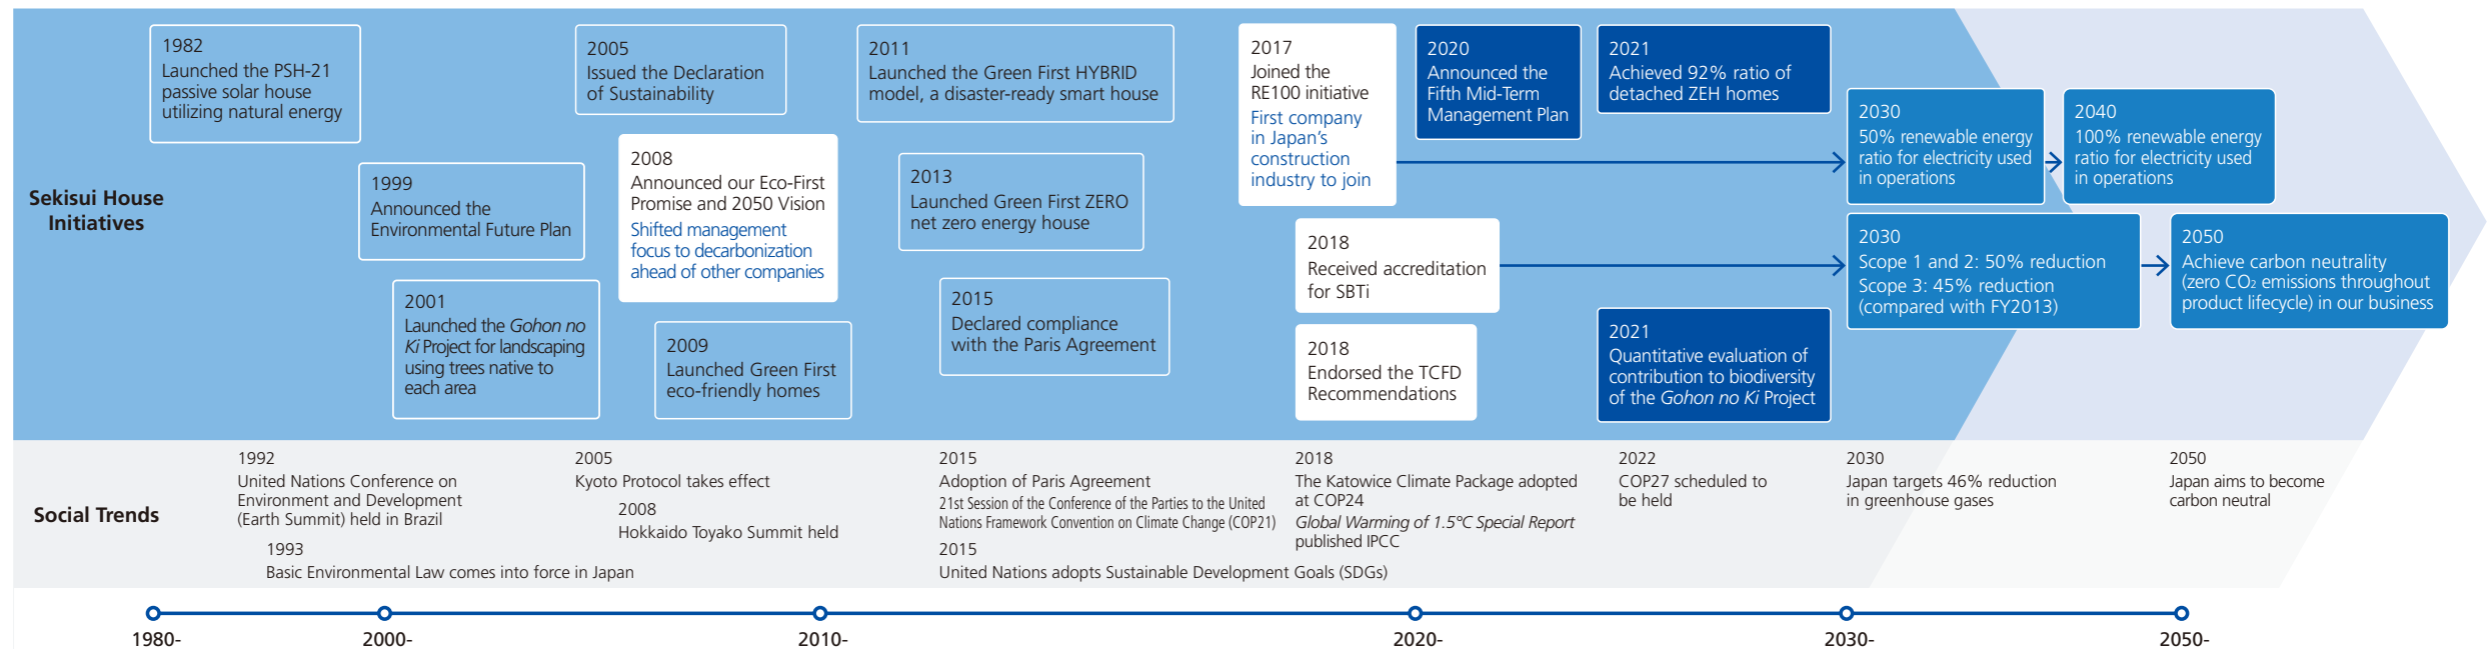 Sekisui House
Initiatives
1982
Launched the PSH-21
passive solar house
utilizing natural energy
1999
Announced the
Environmental Future Plan
2001
Launched the Gohon no
Ki Project for landscaping
using trees native to
each area
2005
Issued the Declaration
of Sustainability
2008
Announced our Eco-First
Promise and 2050 Vision
Shifted management
focus to decarbonization
ahead of other companies
2009
Launched Green First
eco-friendly homes
2011
Launched the Green First HYBRID
model, a disaster-ready smart house
2013
Launched Green First ZERO
net zero energy house
2015
Declared compliance
with the Paris Agreement
2017
Joined the
RE100 initiative
First company
in Japan's
construction
industry to join
2018
Received accreditation
for SBTi
2018
Endorsed the TCFD
Recommendations
2020
Announced the
Fifth Mid-Term
Management Plan
2021
Achieved 92% ratio of
detached ZEH homes
2021
Quantitative evaluation of
contribution to biodiversity
of the Gohon no Ki Project
2030
50% renewable energy
ratio for electricity used
in operations
2040
100% renewable energy
ratio for electricity used
in operations
2030
Scope 1 and 2: 50% reduction
Scope 3: 45% reduction
(compared with FY2013)
2050
Achieve carbon neutrality
(zero CO₂ emissions throughout
product lifecycle) in our business
Social Trends
1992
United Nations Conference on
Environment and Development
(Earth Summit) held in Brazil
1993
Basic Environmental Law comes into force in Japan
2005
Kyoto Protocol takes effect
2008
Hokkaido Toyako Summit held
2015
Adoption of Paris Agreement
21st Session of the Conference of the Parties to the United
Nations Framework Convention on Climate Change (COP21)
2015
United Nations adopts Sustainable Development Goals (SDGs)
2018
The Katowice Climate Package adopted
at COP24
Global Warming of 1.5°C Special Report
published IPCC
2022
COP27 scheduled to
be held
2030
Japan targets 46% reduction
in greenhouse gases
2050
Japan aims to become
carbon neutral
1980-
2000-
2010-
2020-
2030-
2050-